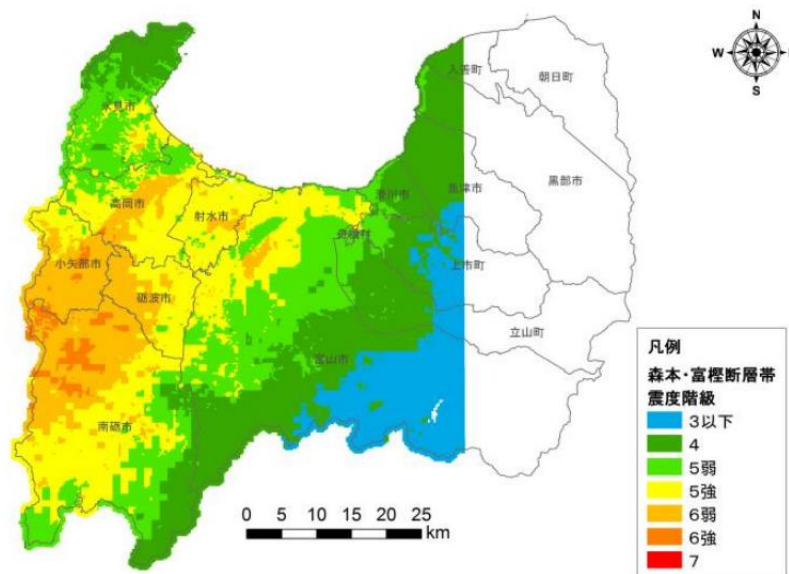 N
W
S
入善町
朝日町
氷見市
黒部市
魚津市
滑川市
高岡市
射水市
舟橋村
上市町
小矢部市
砺波市
立山町
富山市
南砺市
凡例
森本・富樫断層帯
震度階級
3以下
4
5弱
5強
6弱
6強
7
0 5 10 15 20 25
km